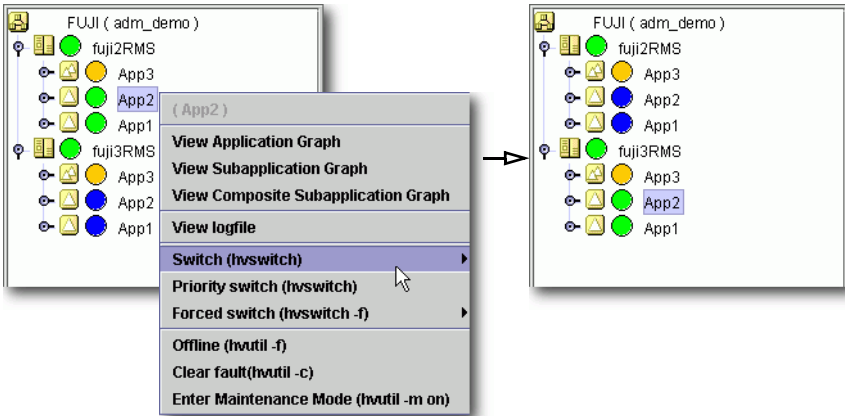 FUJI ( adm_demo )
fuji2RMS
App3
App2
App1
fuji3RMS
App3
App2
App1
( App2 )
View Application Graph
View Subapplication Graph
View Composite Subapplication Graph
View logfile
Switch (hvswitch)
Priority switch (hvswitch)
Forced switch (hvswitch -f)
Offline (hvutil -f)
Clear fault(hvutil -c)
Enter Maintenance Mode (hvutil -m on)
FUJI ( adm_demo )
fuji2RMS
App3
App2
App1
fuji3RMS
App3
App2
App1